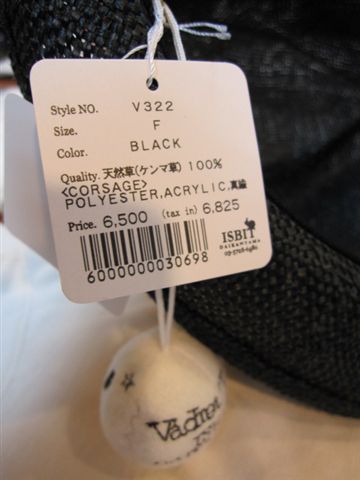 Style NO. V322
Size. F
Color. BLACK
Quality. 天然草(ケンマ草) 100%
<CORSAGE>
POLYESTER, ACRYLIC, 真鍮
Price. 6,500 (tax in) 6,825
6000000030698
ISBIT
DAIKANYAMA
Vadret